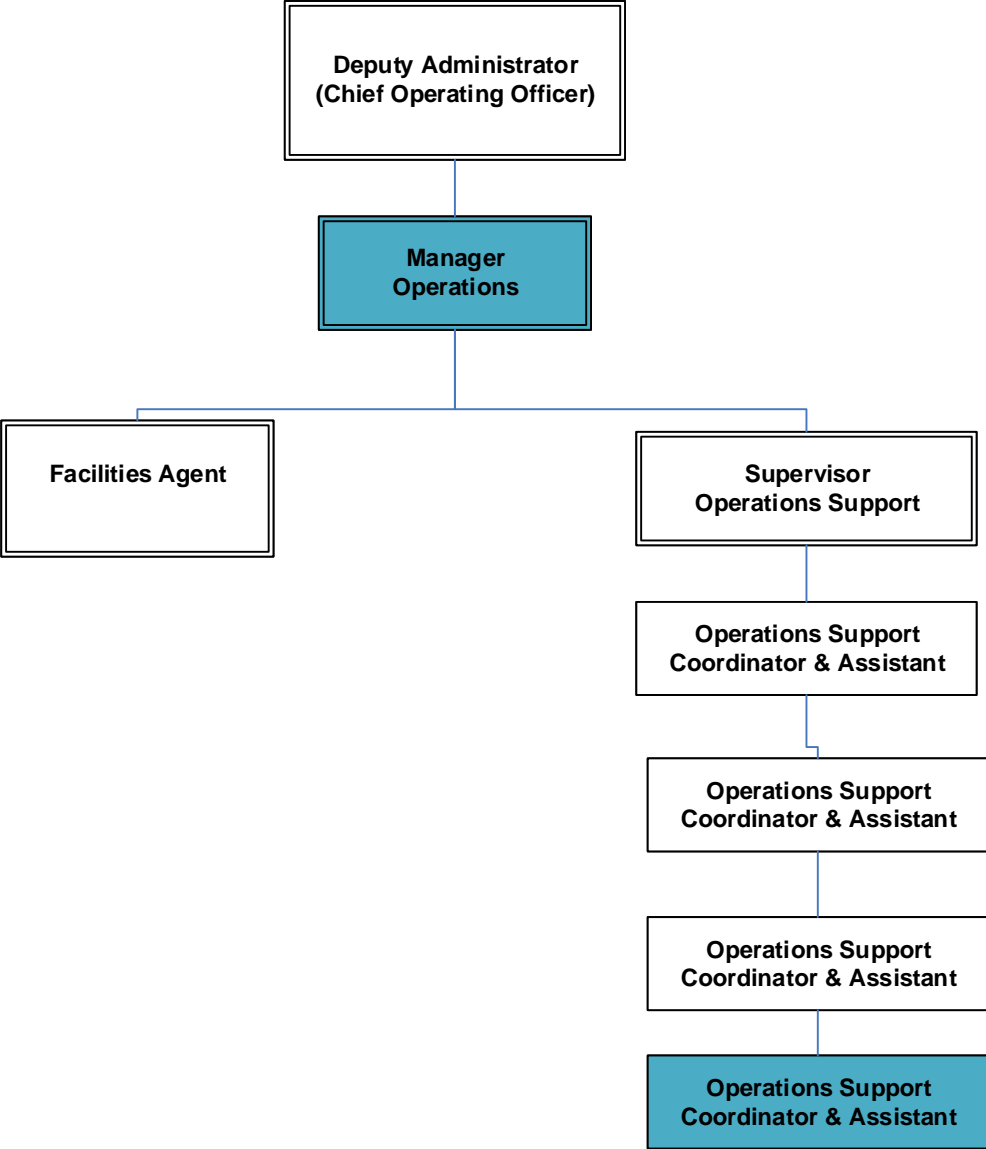 Deputy Administrator
(Chief Operating Officer)
Manager
Operations
Facilities Agent
Supervisor
Operations Support
Operations Support
Coordinator & Assistant
Operations Support
Coordinator & Assistant
Operations Support
Coordinator & Assistant
Operations Support
Coordinator & Assistant